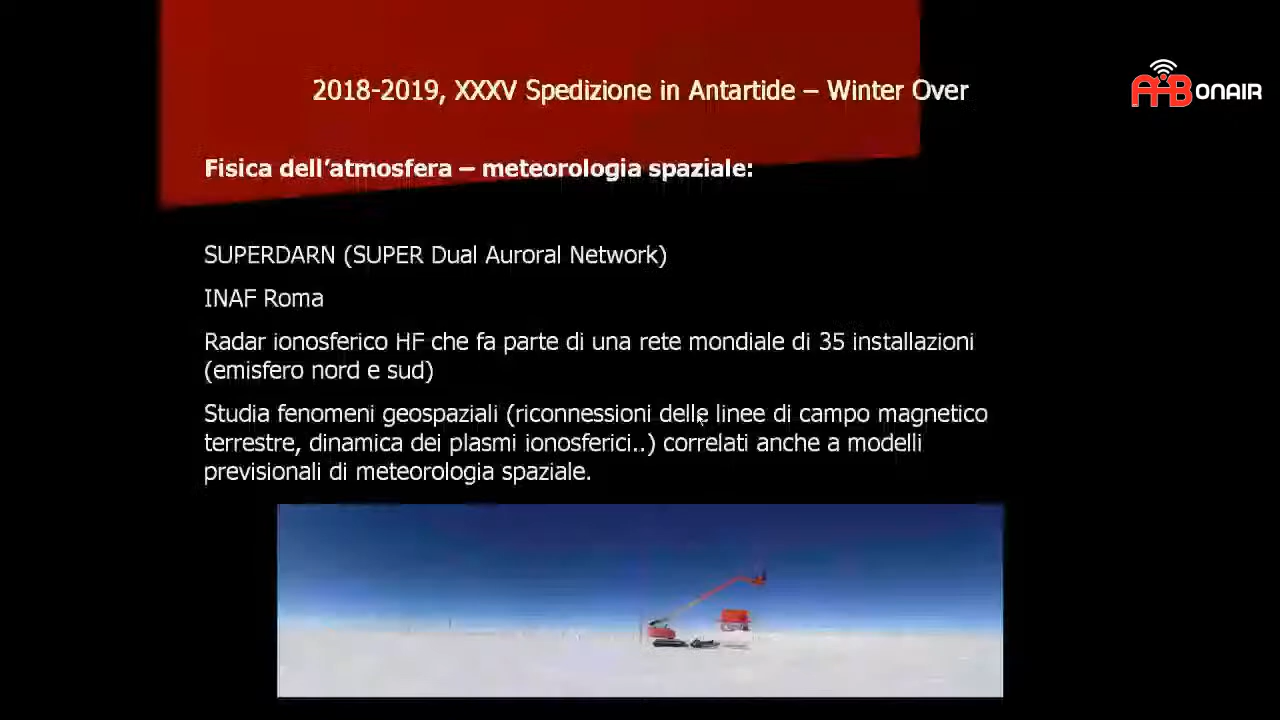 2018-2019, XXXV Spedizione in Antartide – Winter Over
AIB ONAIR
Fisica dell’atmosfera – meteorologia spaziale:
SUPERDARN (SUPER Dual Auroral Network)
INAF Roma
Radar ionosferico HF che fa parte di una rete mondiale di 35 installazioni
(emisfero nord e sud)
Studia fenomeni geospaziali (riconnessioni delle linee di campo magnetico
terrestre, dinamica dei plasmi ionosferici..) correlati anche a modelli
previsionali di meteorologia spaziale.